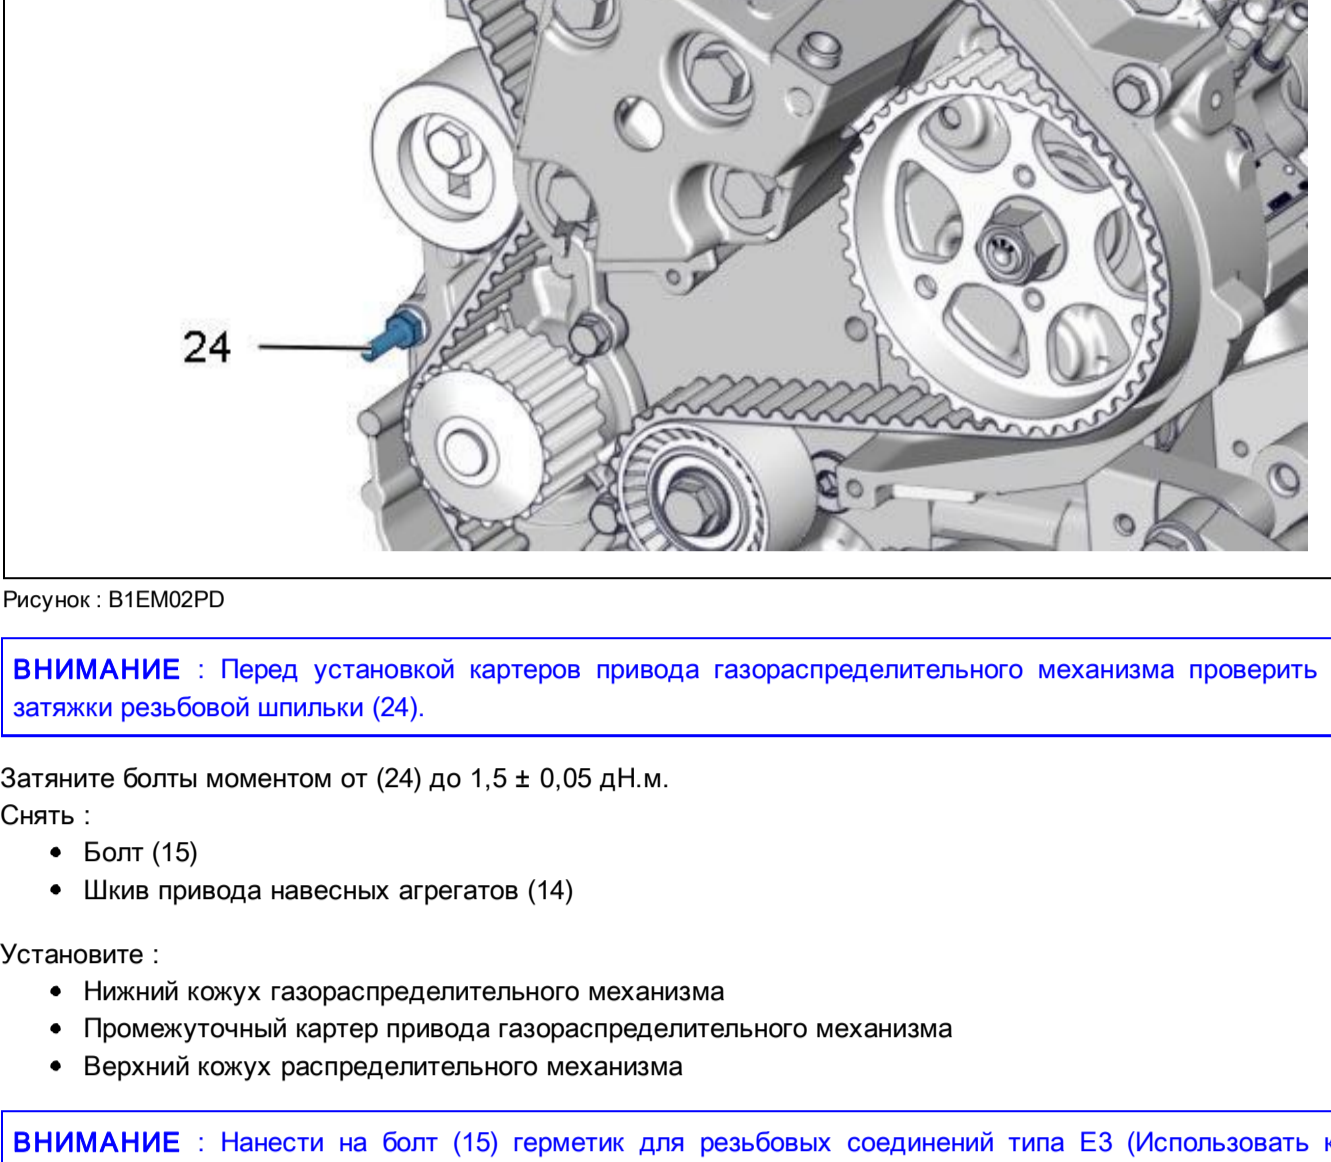 24
Рисунок : B1EM02PD
ВНИМАНИЕ : Перед установкой картеров привода газораспределительного механизма проверить
затяжки резьбовой шпильки (24).
Затяните болты моментом от (24) до 1,5 ± 0,05 дН.м.
Снять :
• Болт (15)
• Шкив привода навесных агрегатов (14)
Установите :
• Нижний кожух газораспределительного механизма
• Промежуточный картер привода газораспределительного механизма
• Верхний кожух распределительного механизма
ВНИМАНИЕ : Нанести на болт (15) герметик для резьбовых соединений типа E3 (Использовать